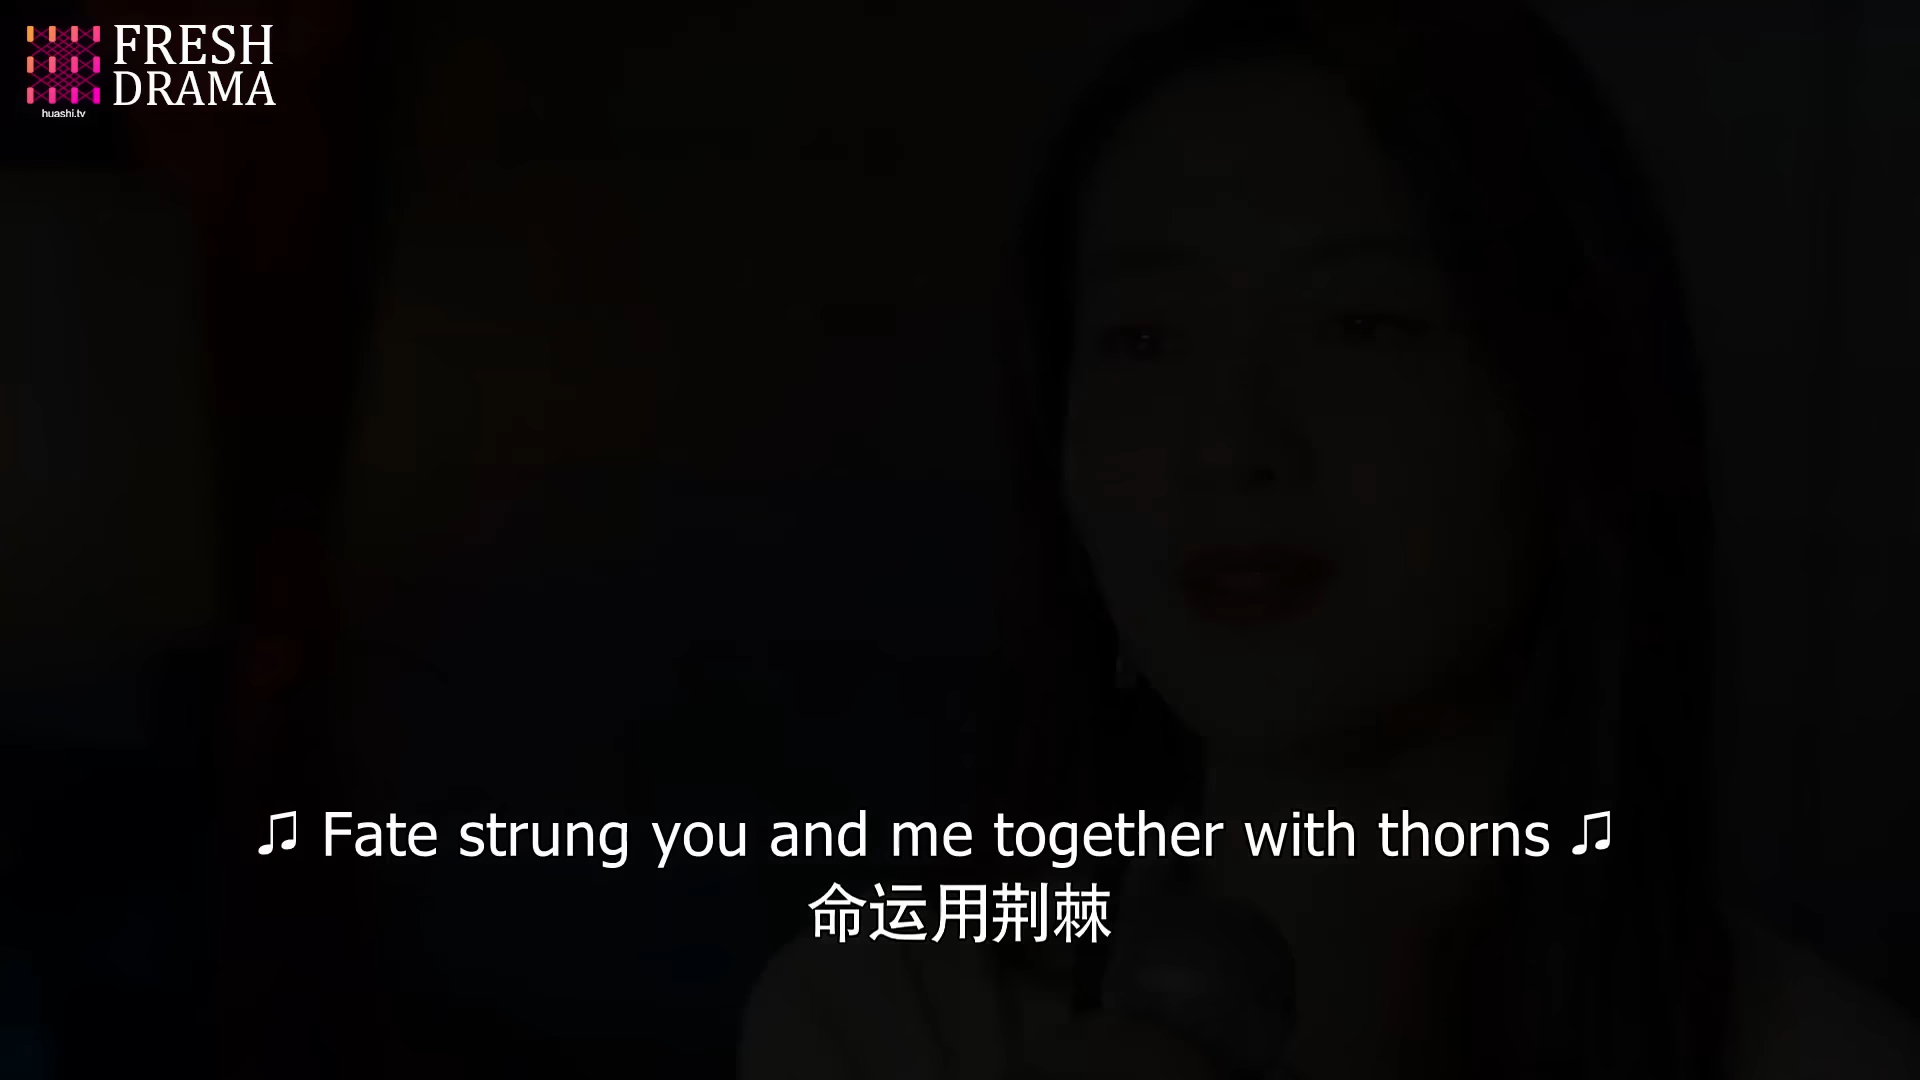 FRESH
DRAMA
huashi.tv
♫ Fate strung you and me together with thorns ♫
命运用荆棘